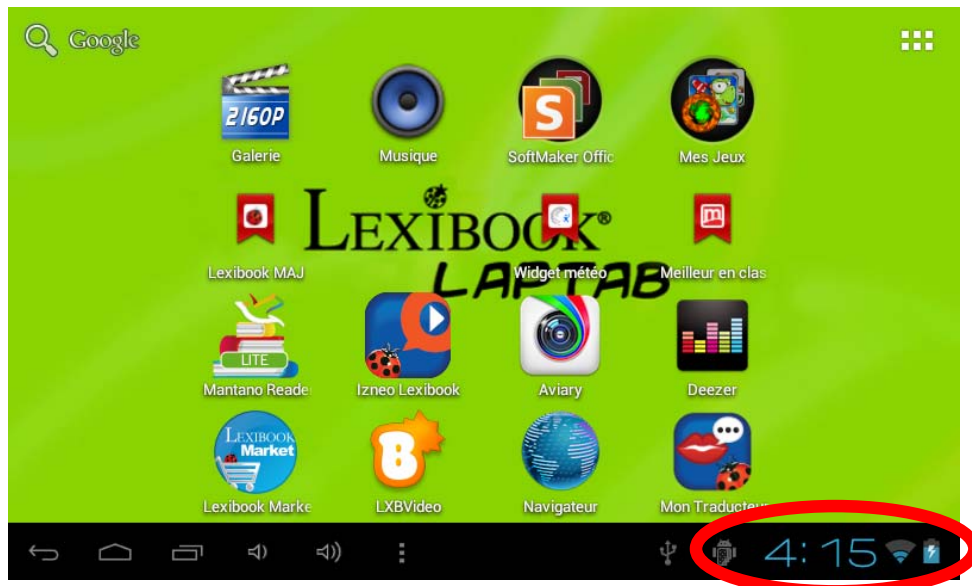 Google
2160P
Galerie
Musique
S
SoftMaker Offic
Mes Jeux
LEXIBOOK®
LAPTAB
Lexibook MAJ
Widget météo
m
Meilleur en clas
LITE
Mantano Reade
Izneo Lexibook
Aviary
Deezer
LEXIBOOK
Market
B
Lexibook Marke
LXBVideo
Navigateur
Mon Traducteur
4:15